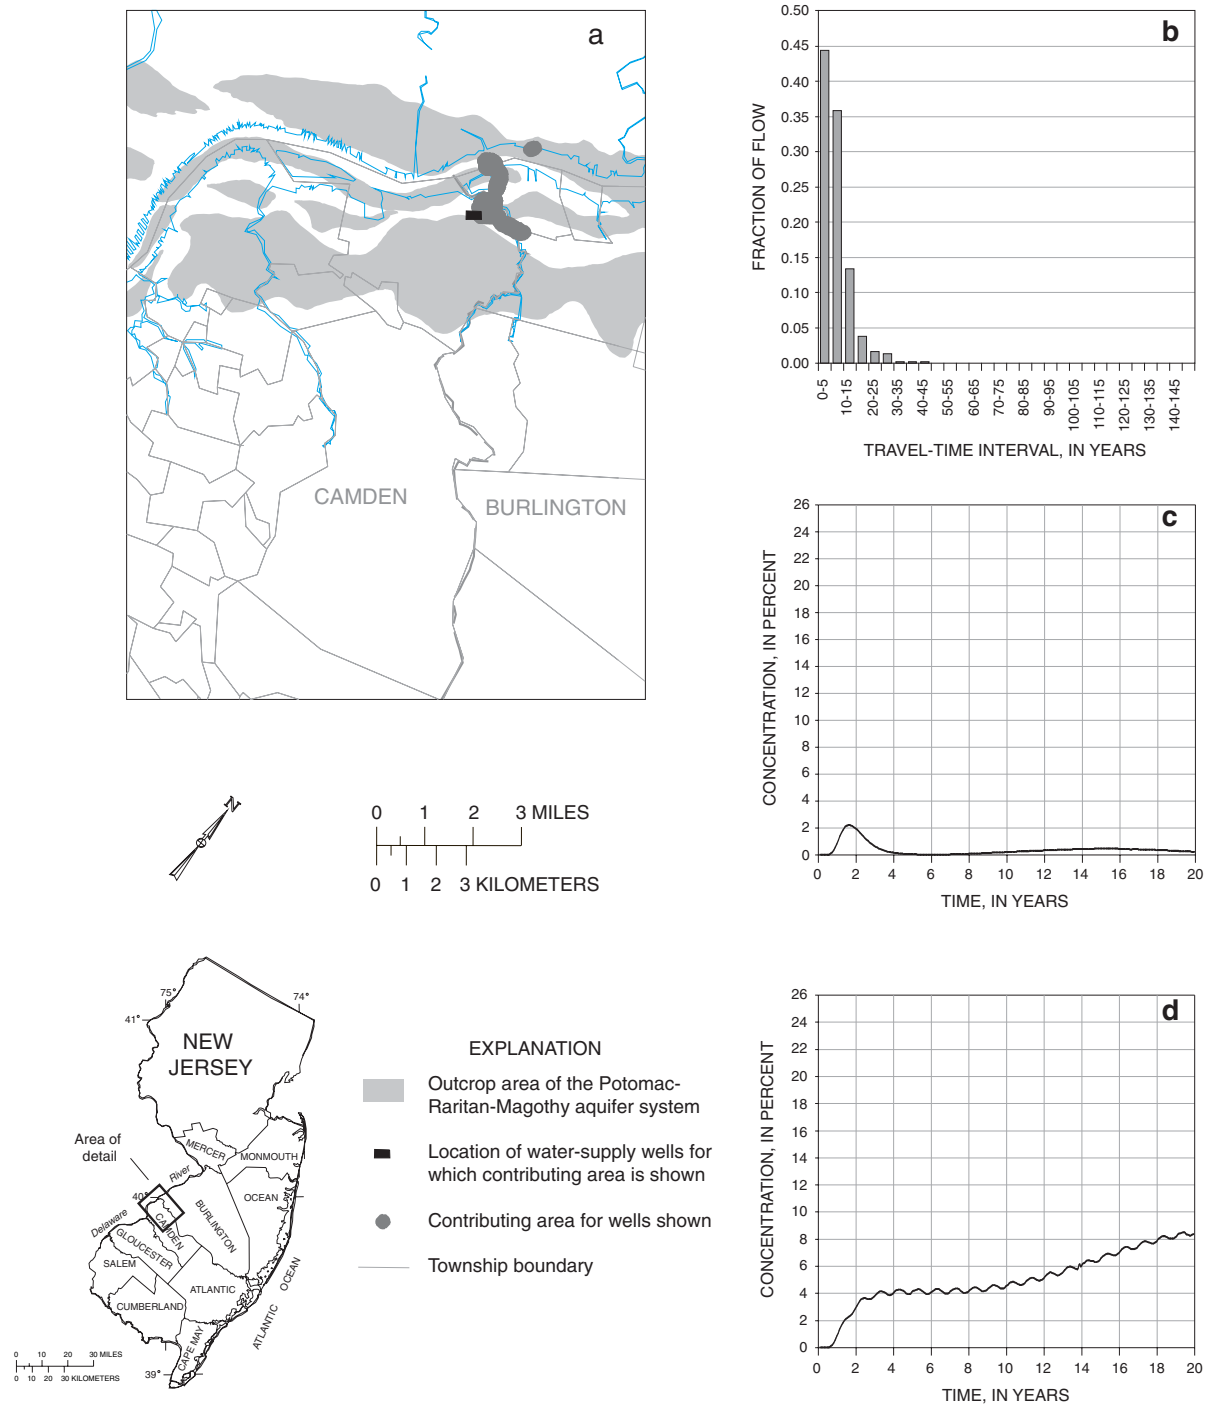 a
CAMDEN
BURLINGTON
N
0 1 2 3 MILES
0 1 2 3 KILOMETERS
75°
74°
41°
NEW
JERSEY
Area of
detail
MERCER
MONMOUTH
River
40°
OCEAN
BURLINGTON
CAMDEN
Delaware
GLOUCESTER
SALEM
ATLANTIC
CUMBERLAND
CAPE MAY
ATLANTIC OCEAN
39°
0 10 20 30 MILES
0 10 20 30 KILOMETERS
EXPLANATION
Outcrop area of the Potomac-
Raritan-Magothy aquifer system
Location of water-supply wells for
which contributing area is shown
Contributing area for wells shown
Township boundary
b
FRACTION OF FLOW
0.50
0.45
0.40
0.35
0.30
0.25
0.20
0.15
0.10
0.05
0.00
0-5
10-15
20-25
30-35
40-45
50-55
60-65
70-75
80-85
90-95
100-105
110-115
120-125
130-135
140-145
TRAVEL-TIME INTERVAL, IN YEARS
c
CONCENTRATION, IN PERCENT
26
24
22
20
18
16
14
12
10
8
6
4
2
0
0 2 4 6 8 10 12 14 16 18 20
TIME, IN YEARS
d
CONCENTRATION, IN PERCENT
26
24
22
20
18
16
14
12
10
8
6
4
2
0
0 2 4 6 8 10 12 14 16 18 20
TIME, IN YEARS